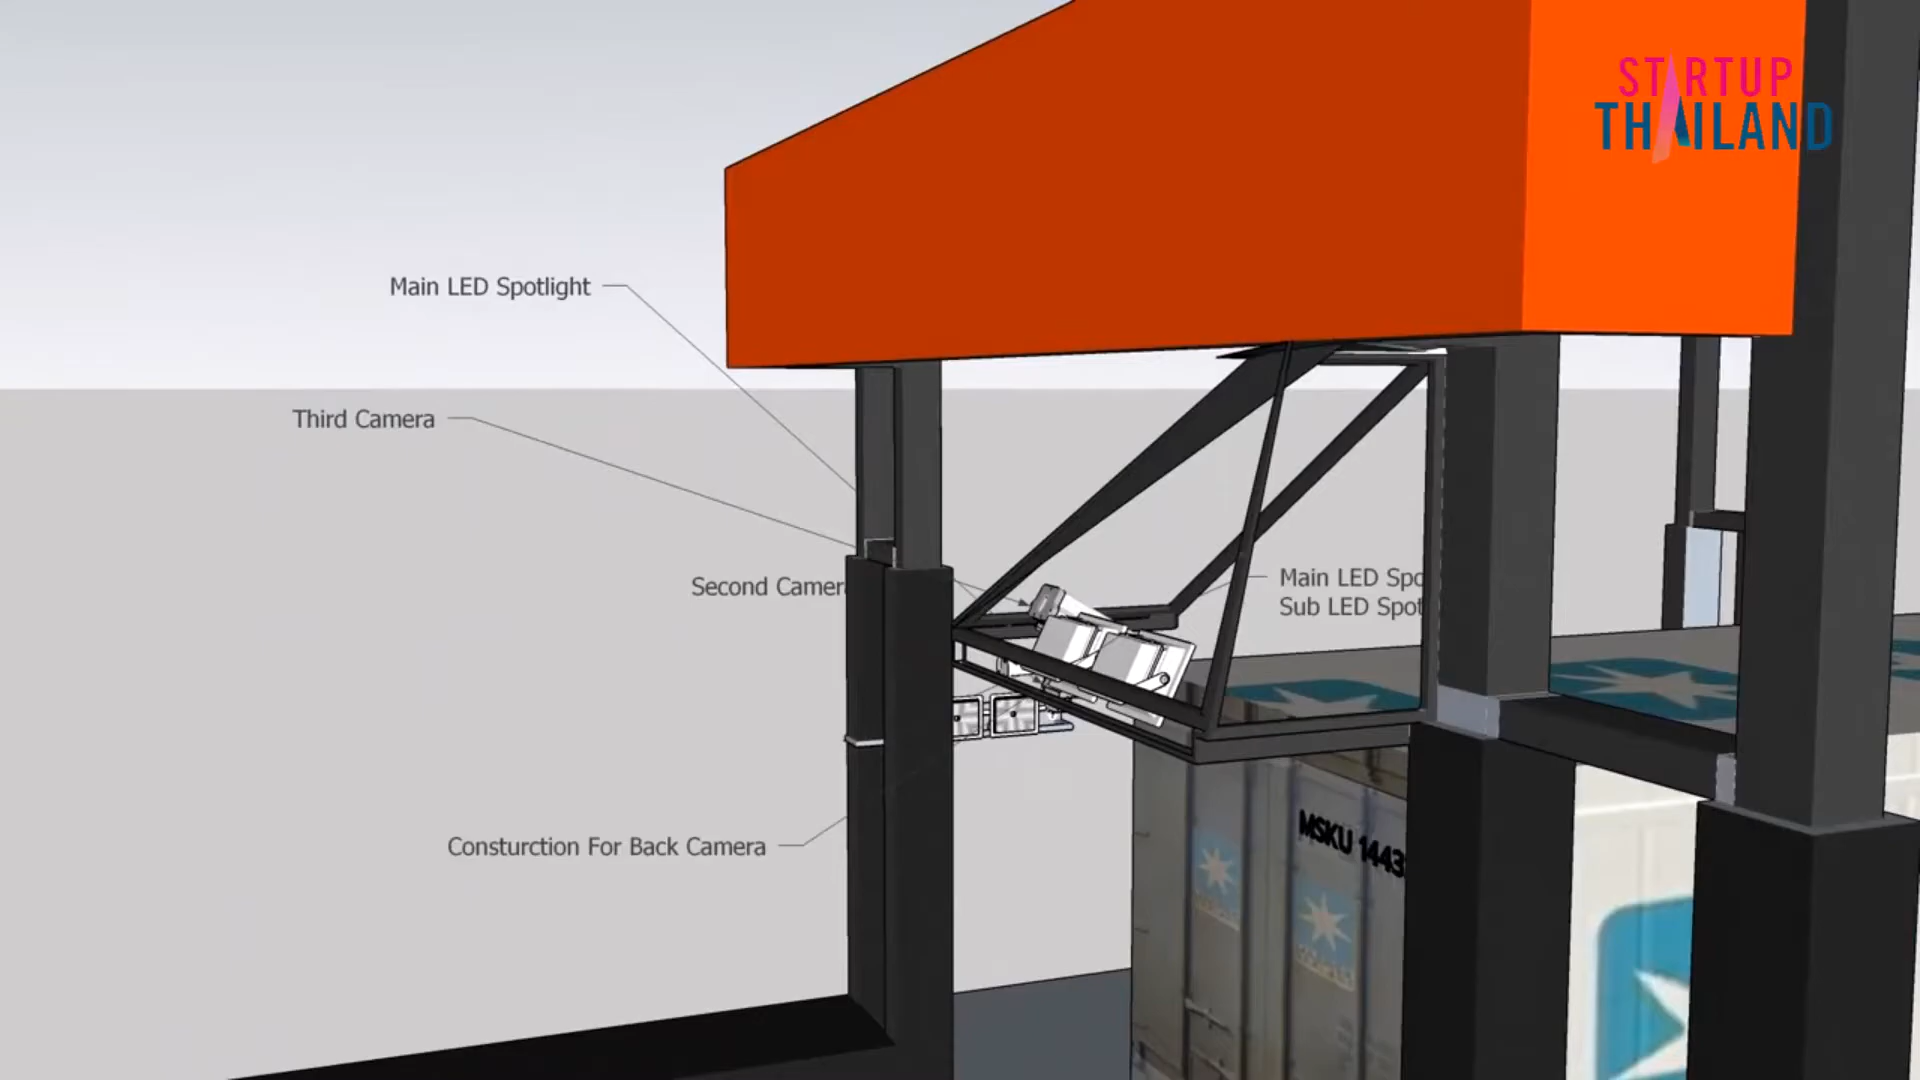 STARTUP
THAILAND
Main LED Spotlight
Third Camera
Second Camer
Main LED Spo
Sub LED Spot
Consturction For Back Camera
MSKU 1443